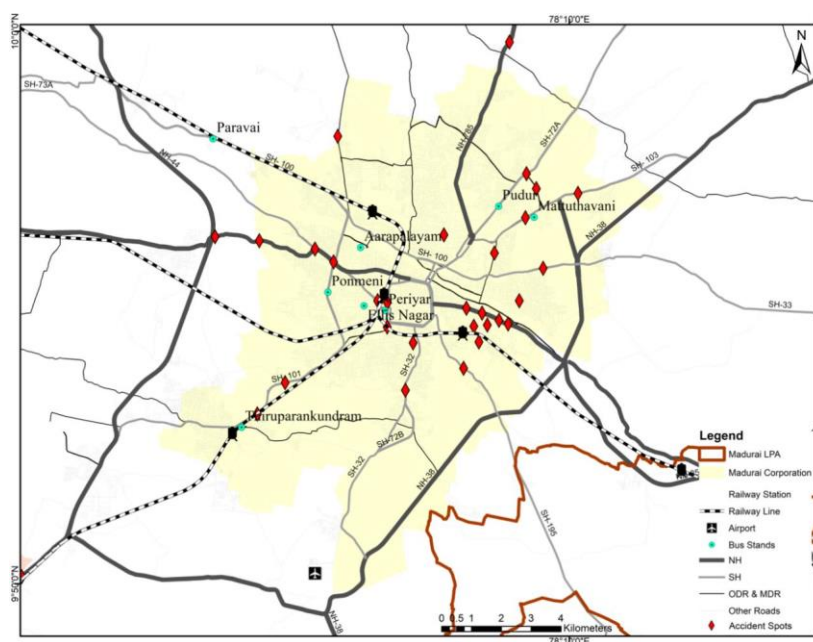 78°10'0"E
10°0'0"N
N
SH-73A
Paravai
NH-44
SH- 100
NH-85
SH-72A
SH- 103
Pudur
Mattuthavani
NH-38
Aarapalayam
SH- 100
Ponmeni
Periyar
Ellis Nagar
SH-33
SH-32
SH-101
Thiruparankundram
SH-72B
SH-32
NH-38
SH-195
NH-38
9°50'0"N
Legend
Madurai LPA
Madurai Corporation
Railway Station
Railway Line
Airport
Bus Stands
NH
SH
ODR & MDR
Other Roads
Accident Spots
0 0.5 1 2 3 4
Kilometers
78°10'0"E